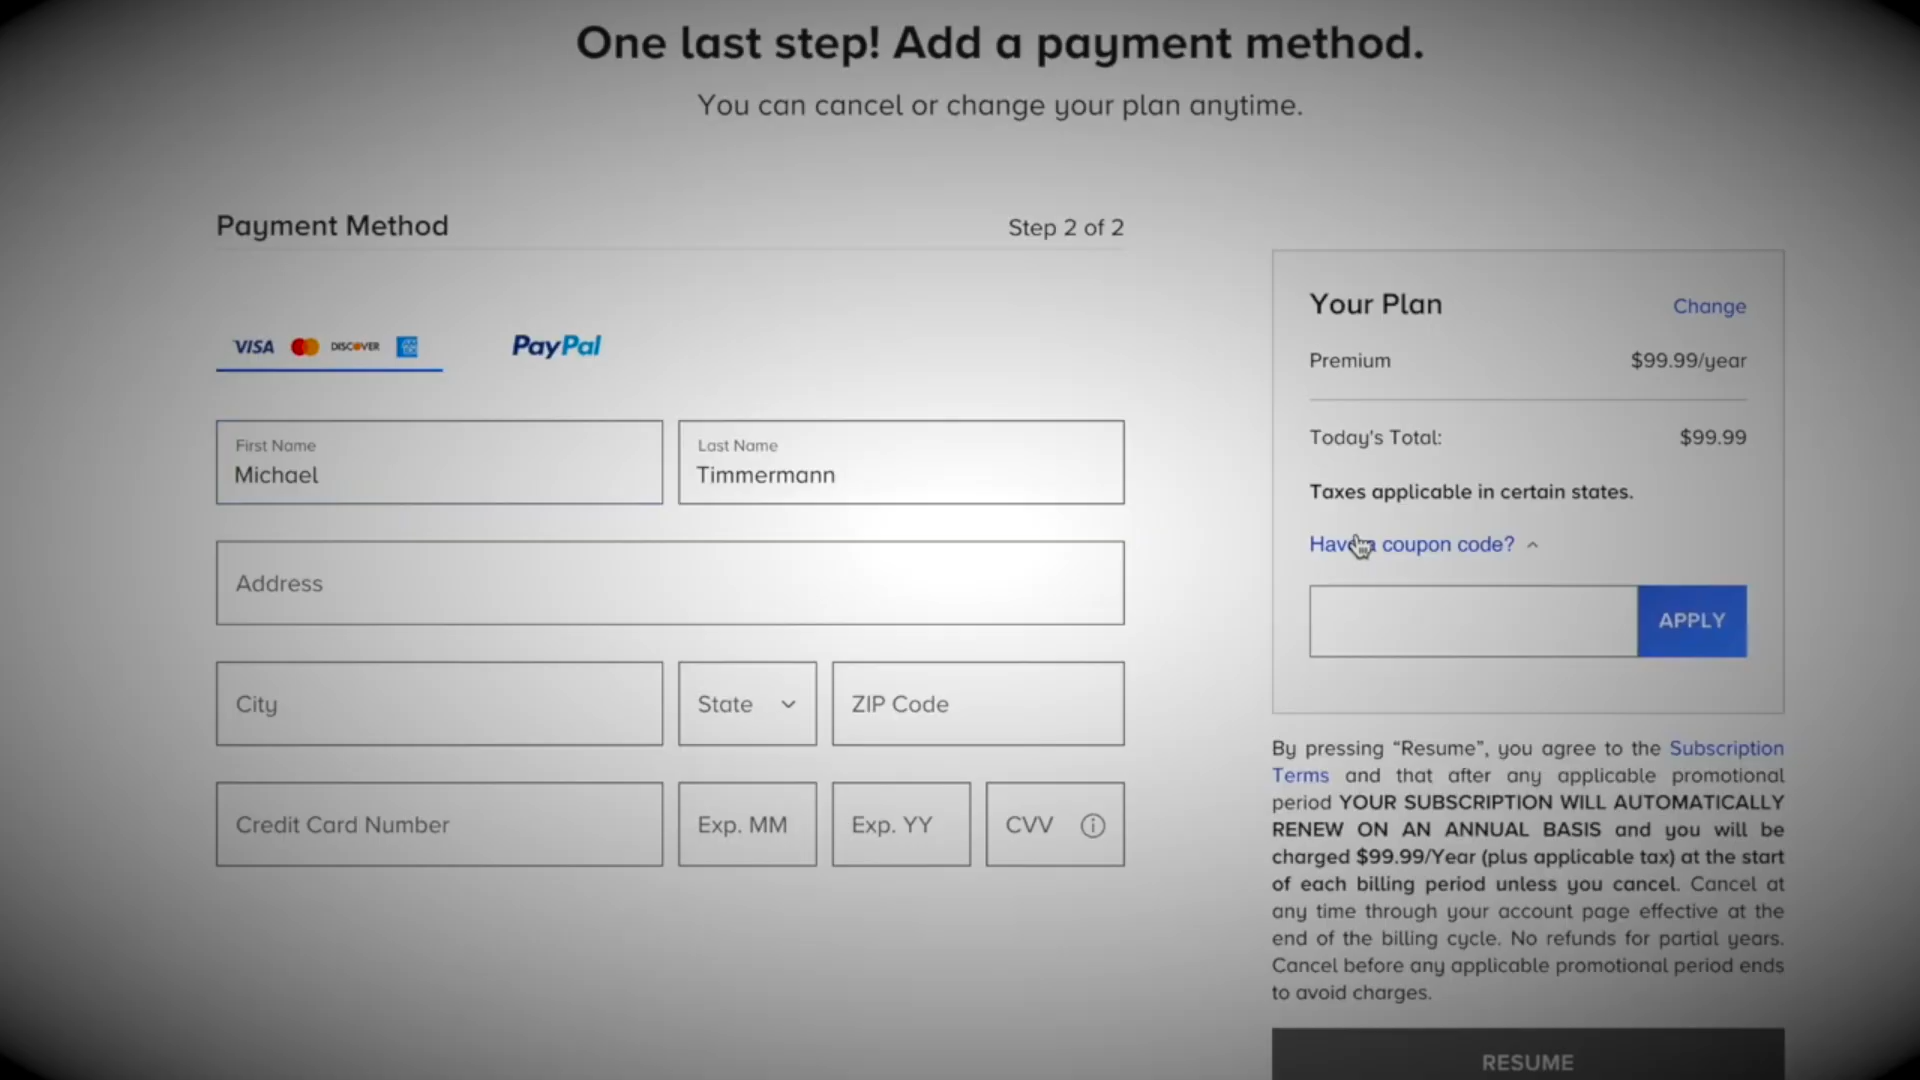 One last step! Add a payment method.
You can cancel or change your plan anytime.
Payment Method
Step 2 of 2
VISA
DISCOVER
PayPal
First Name
Michael
Last Name
Timmermann
Address
City
State
ZIP Code
Credit Card Number
Exp. MM
Exp. YY
CVV
Your Plan
Change
Premium
$99.99/year
Today's Total:
$99.99
Taxes applicable in certain states.
Have a coupon code?
APPLY
By pressing “Resume”, you agree to the Subscription
Terms and that after any applicable promotional
period YOUR SUBSCRIPTION WILL AUTOMATICALLY
RENEW ON AN ANNUAL BASIS and you will be
charged $99.99/Year (plus applicable tax) at the start
of each billing period unless you cancel. Cancel at
any time through your account page effective at the
end of the billing cycle. No refunds for partial years.
Cancel before any applicable promotional period ends
to avoid charges.
RESUME